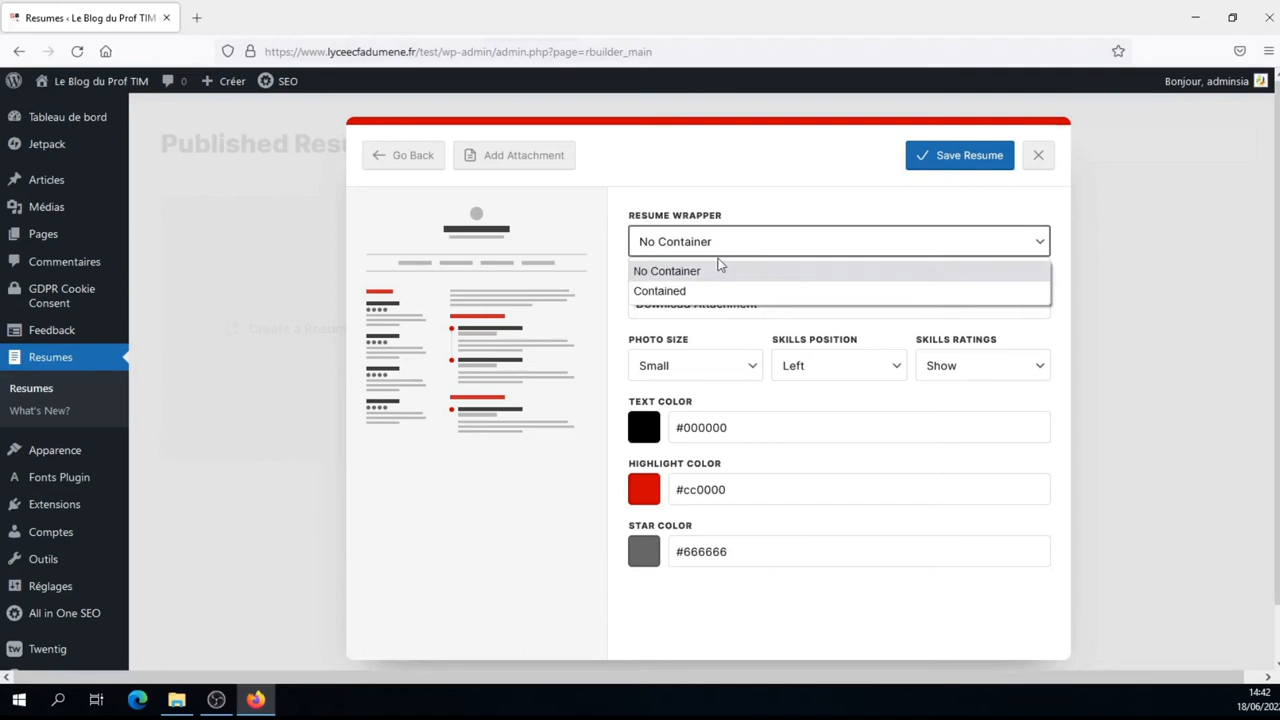 Resumes ‹ Le Blog du Prof TIM
https://www.lyceecfadumene.fr/test/wp-admin/admin.php?page=rbuilder_main
Le Blog du Prof TIM 0 Créer SEO Bonjour, adminsia
Tableau de bord
Jetpack
Articles
Médias
Pages
Commentaires
GDPR Cookie
Consent
Feedback
Resumes
Resumes
What's New?
Apparence
Fonts Plugin
Extensions
Comptes
Outils
Réglages
All in One SEO
Twentig
Published Resu
Create a Resum
Go Back Add Attachment Save Resume
RESUME WRAPPER
No Container
No Container
Contained
Download Attachment
PHOTO SIZE SKILLS POSITION SKILLS RATINGS
Small Left Show
TEXT COLOR
#000000
HIGHLIGHT COLOR
#cc0000
STAR COLOR
#666666
14:42
18/06/202